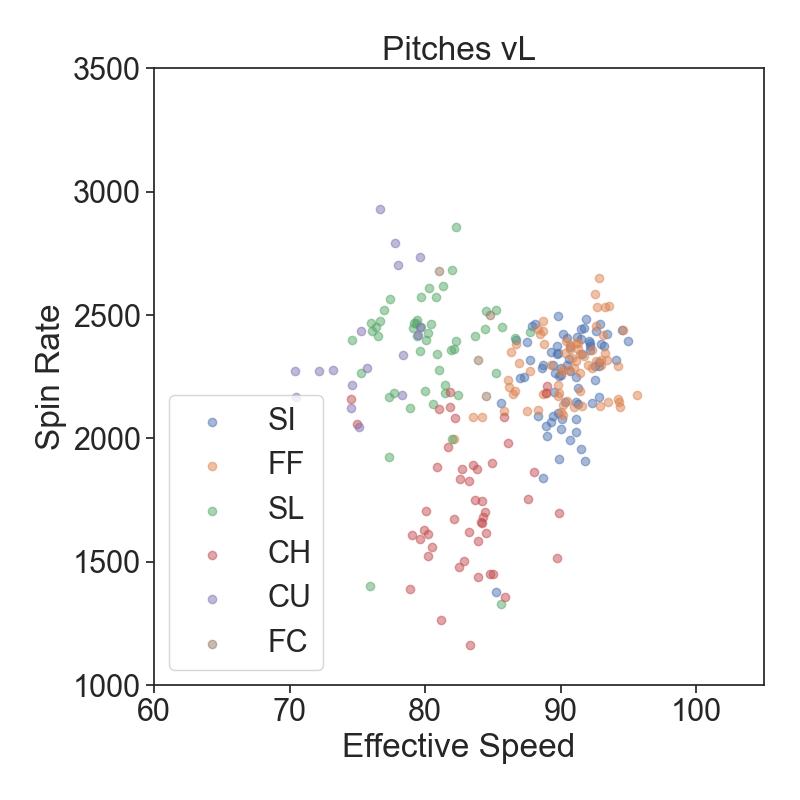 Pitches vL
3500
3000
2500
2000
1500
1000
Spin Rate
SI
FF
SL
CH
CU
FC
60 70 80 90 100
Effective Speed